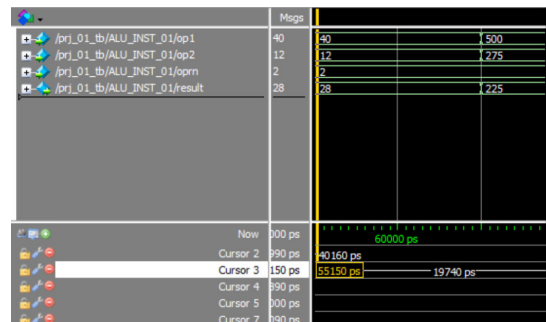 Msgs
/prj_01_tb/ALU_INST_01/op1 40 40 500
/prj_01_tb/ALU_INST_01/op2 12 12 275
/prj_01_tb/ALU_INST_01/oprn 2 2
/prj_01_tb/ALU_INST_01/result 28 28 225
Now 000 ps 60000 ps
Cursor 2 990 ps 40160 ps
Cursor 3 150 ps 55150 ps 19740 ps
Cursor 4 890 ps
Cursor 5 000 ps
Cursor 7 090 ps